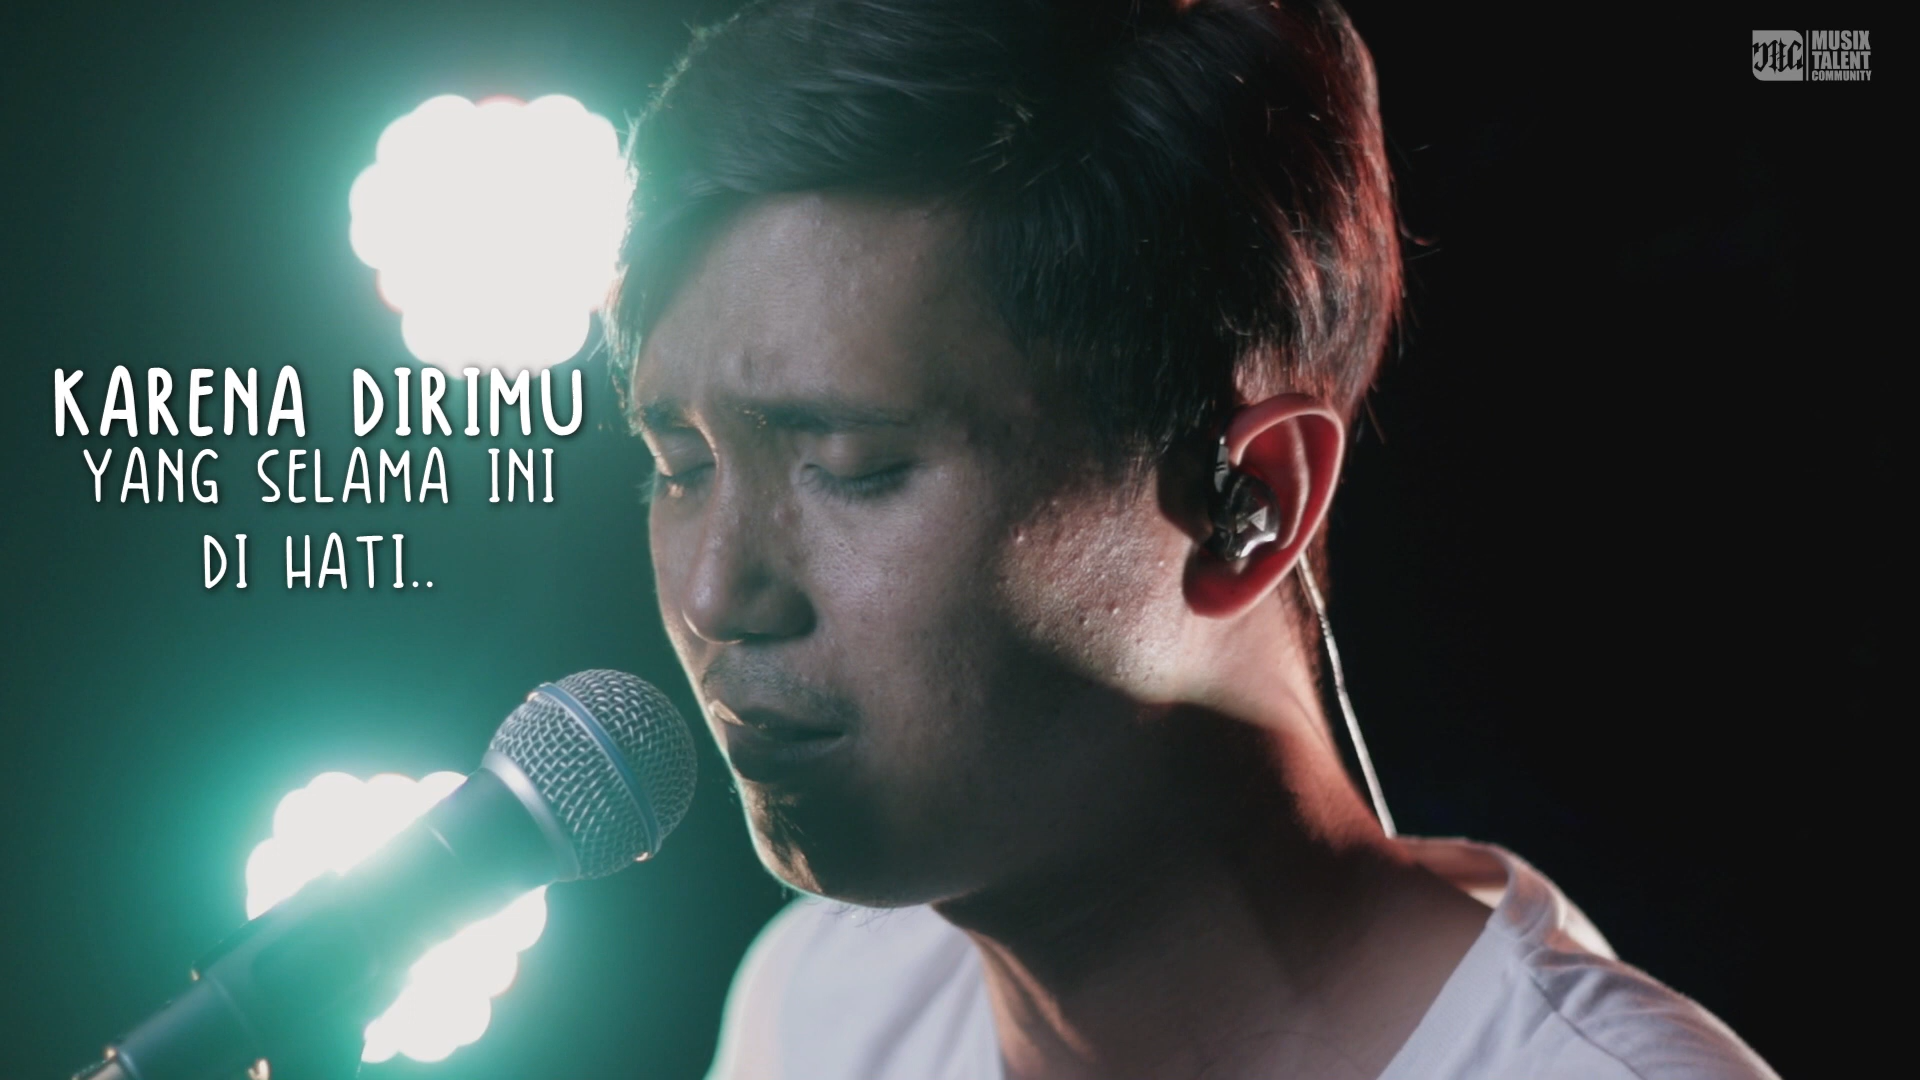 KARENA DIRIMU
YANG SELAMA INI
DI HATI..
MUSIX
TALENT
COMMUNITY